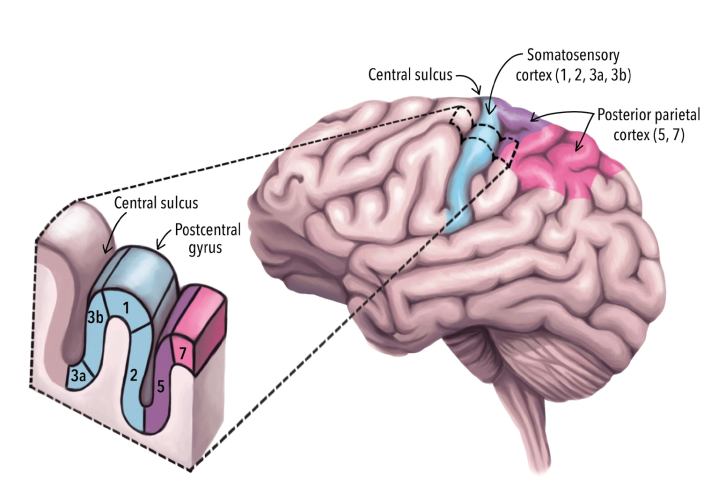 Somatosensory
cortex (1, 2, 3a, 3b)
Central sulcus
Posterior parietal
cortex (5, 7)
Central sulcus
Postcentral
gyrus
3b
1
3a
2
5
7